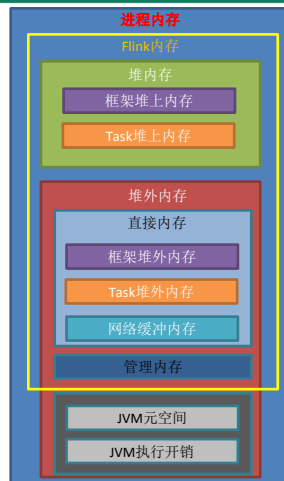 进程内存
Flink内存
堆内存
框架堆上内存
Task堆上内存
堆外内存
直接内存
框架堆外内存
Task堆外内存
网络缓冲内存
管理内存
JVM元空间
JVM执行开销